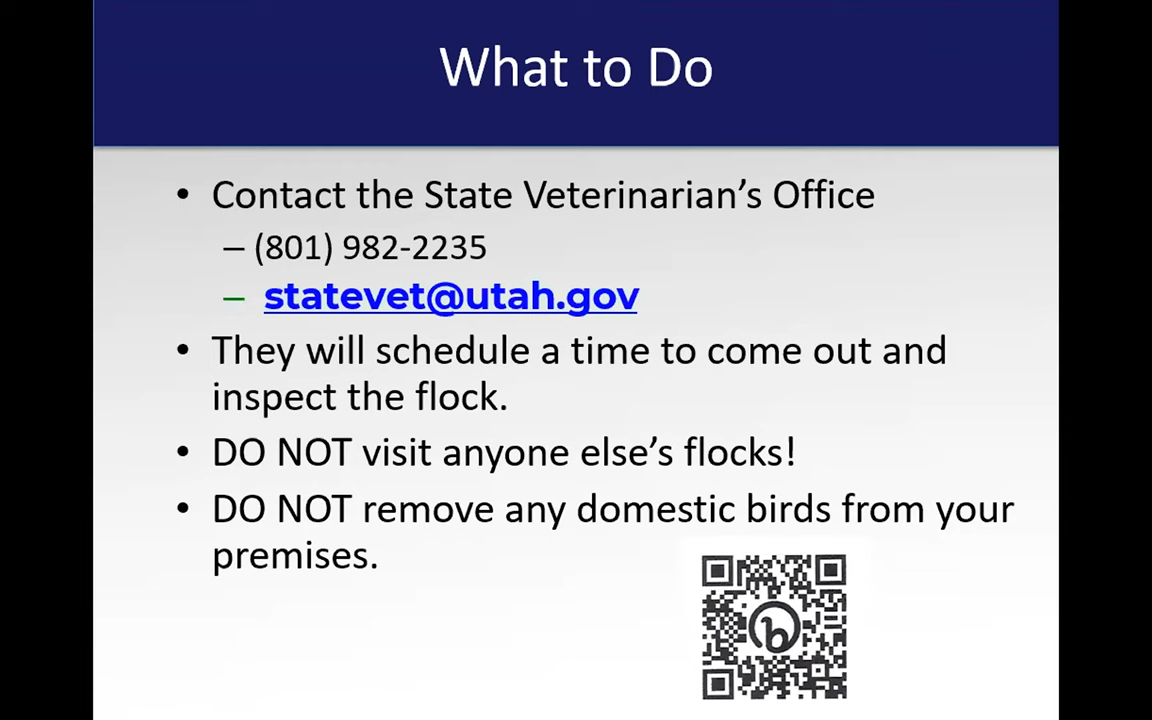 What to Do
• Contact the State Veterinarian’s Office
– (801) 982-2235
– statevet@utah.gov
• They will schedule a time to come out and
inspect the flock.
• DO NOT visit anyone else’s flocks!
• DO NOT remove any domestic birds from your
premises.
b